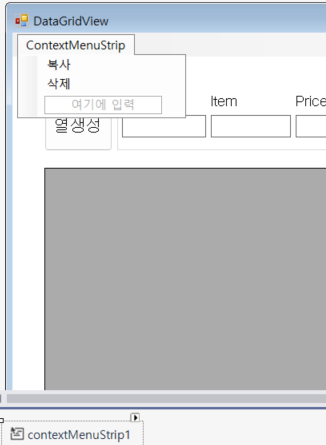 DataGridView
ContextMenuStrip
복사
삭제
여기에 입력
Item Price
열생성
contextMenuStrip1